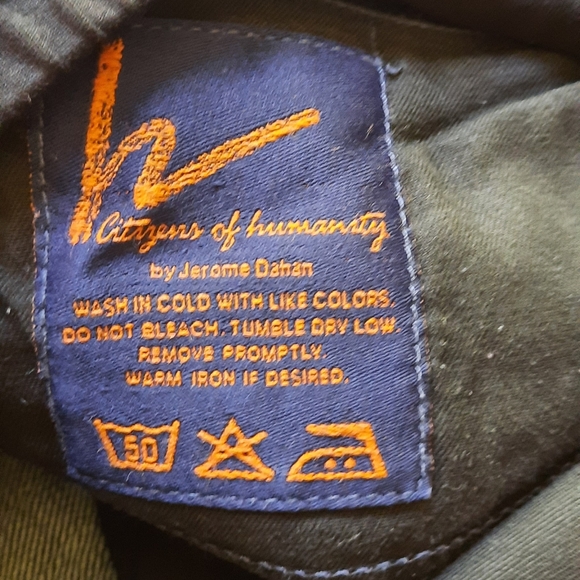 h
Citizens of humanity
by Jerome Dahan
WASH IN COLD WITH LIKE COLORS.
DO NOT BLEACH. TUMBLE DRY LOW.
REMOVE PROMPTLY.
WARM IRON IF DESIRED.
50